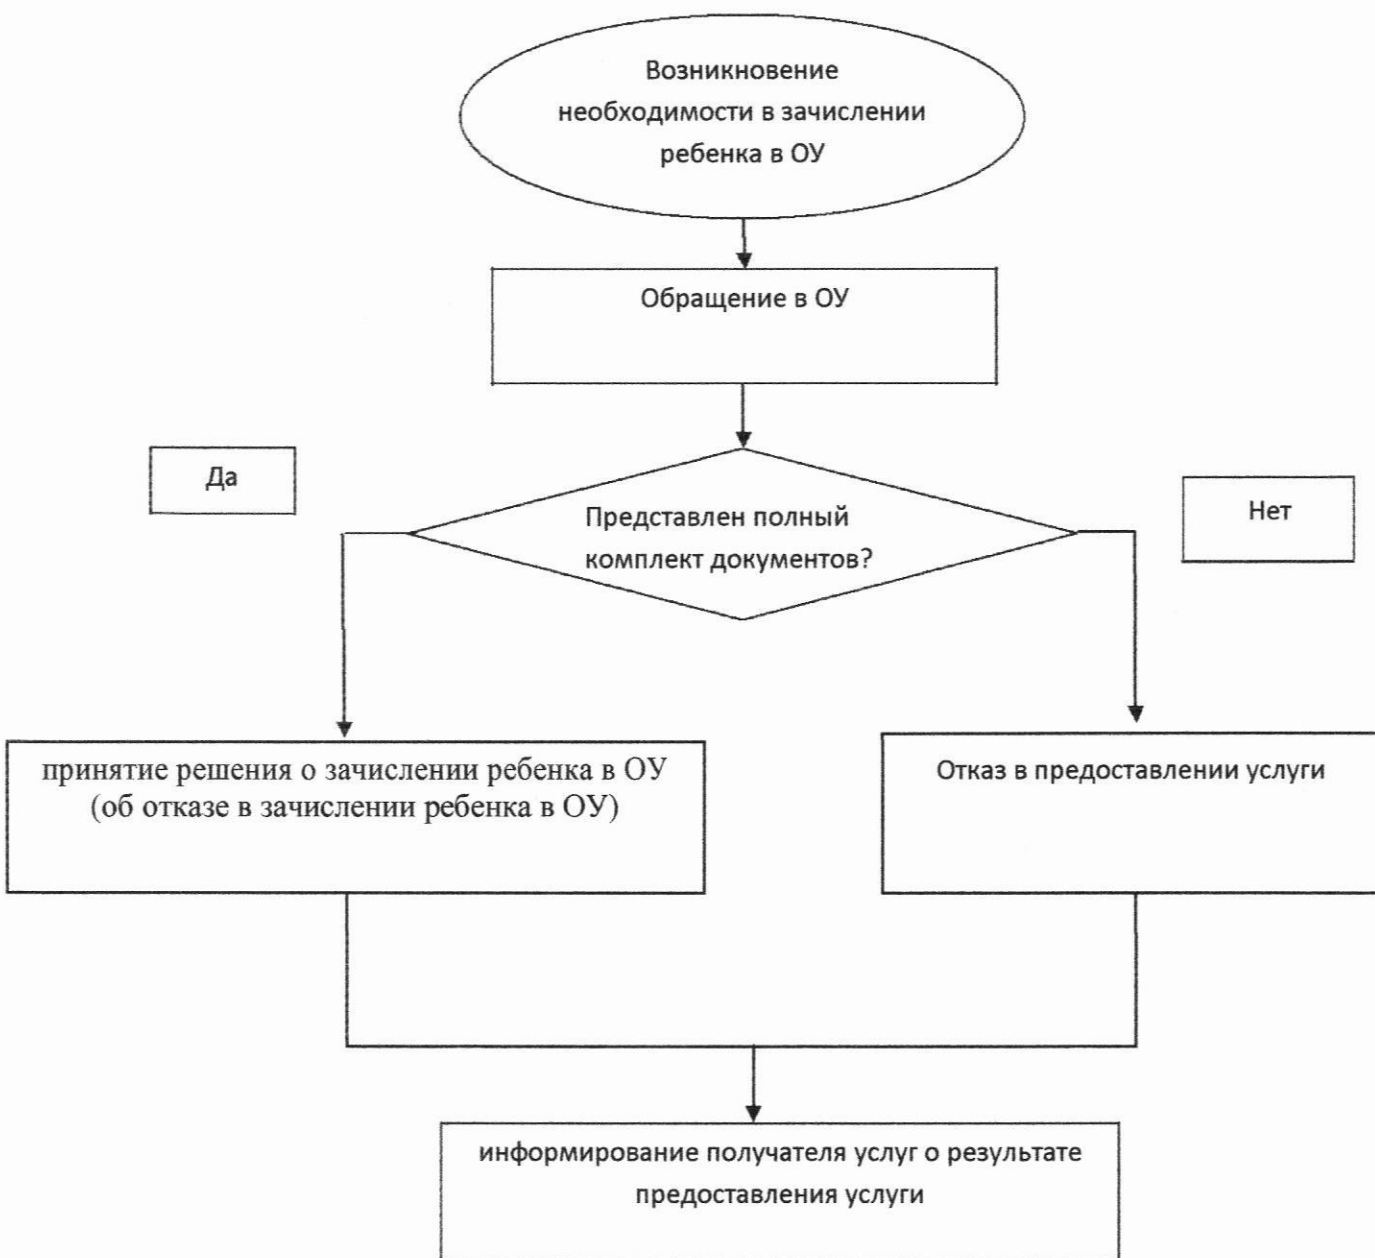 Возникновение
необходимости в зачислении
ребенка в ОУ
Обращение в ОУ
Да
Представлен полный
комплект документов?
Нет
принятие решения о зачислении ребенка в ОУ
(об отказе в зачислении ребенка в ОУ)
Отказ в предоставлении услуги
информирование получателя услуг о результате
предоставления услуги